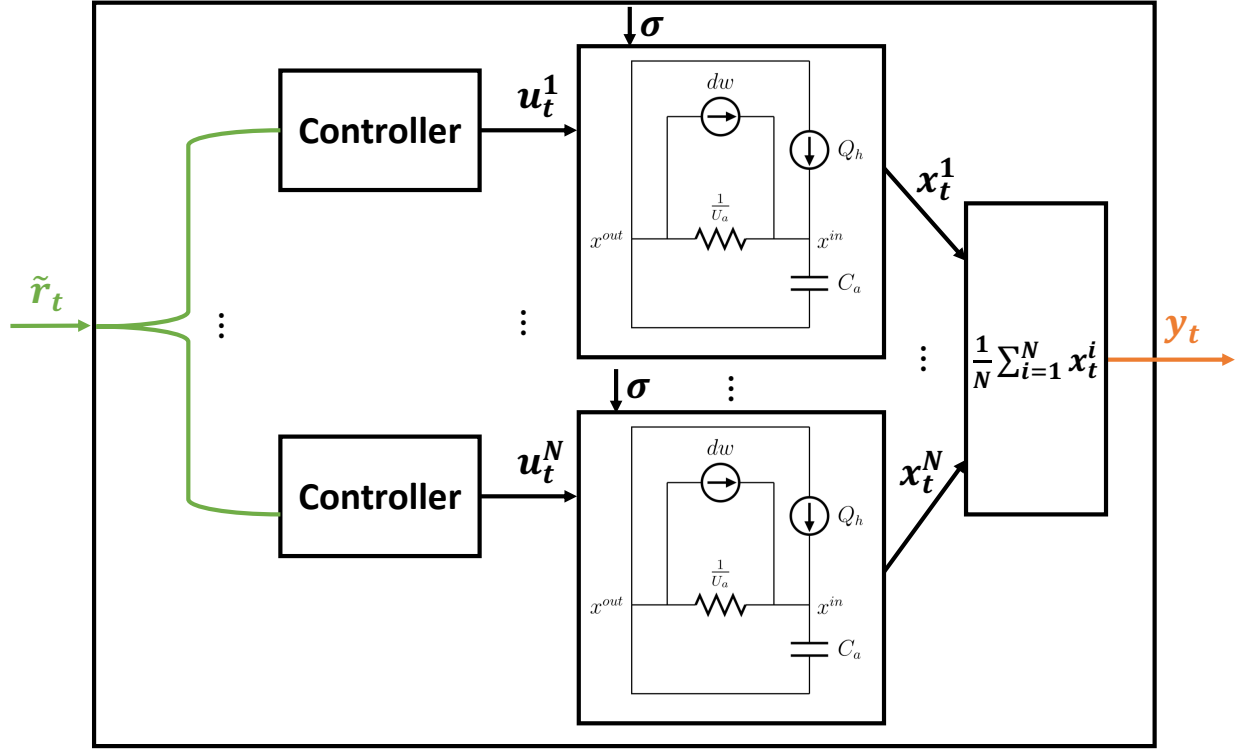 σ
dw
Controller
u_t^1
Q_h
x_t^1
1/U_a
x^{out}
x^{in}
C_a
r̃_t
⋮
⋮
⋮
y_t
1/N ∑_{i=1}^N x_t^i
σ
⋮
dw
Controller
u_t^N
x_t^N
Q_h
1/U_a
x^{out}
x^{in}
C_a